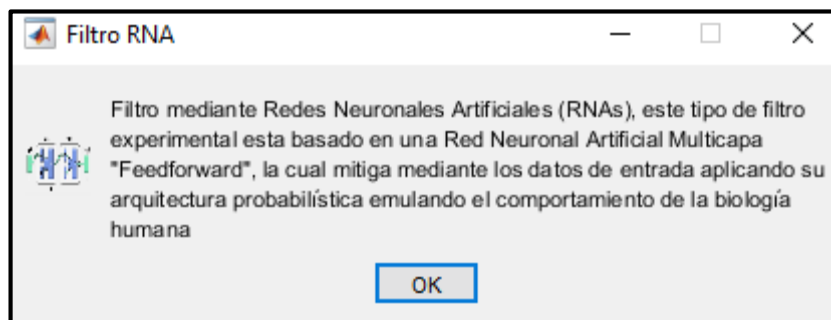 Filtro RNA
Filtro mediante Redes Neuronales Artificiales (RNAs), este tipo de filtro
experimental esta basado en una Red Neuronal Artificial Multicapa
"Feedforward", la cual mitiga mediante los datos de entrada aplicando su
arquitectura probabilística emulando el comportamiento de la biología
humana
OK